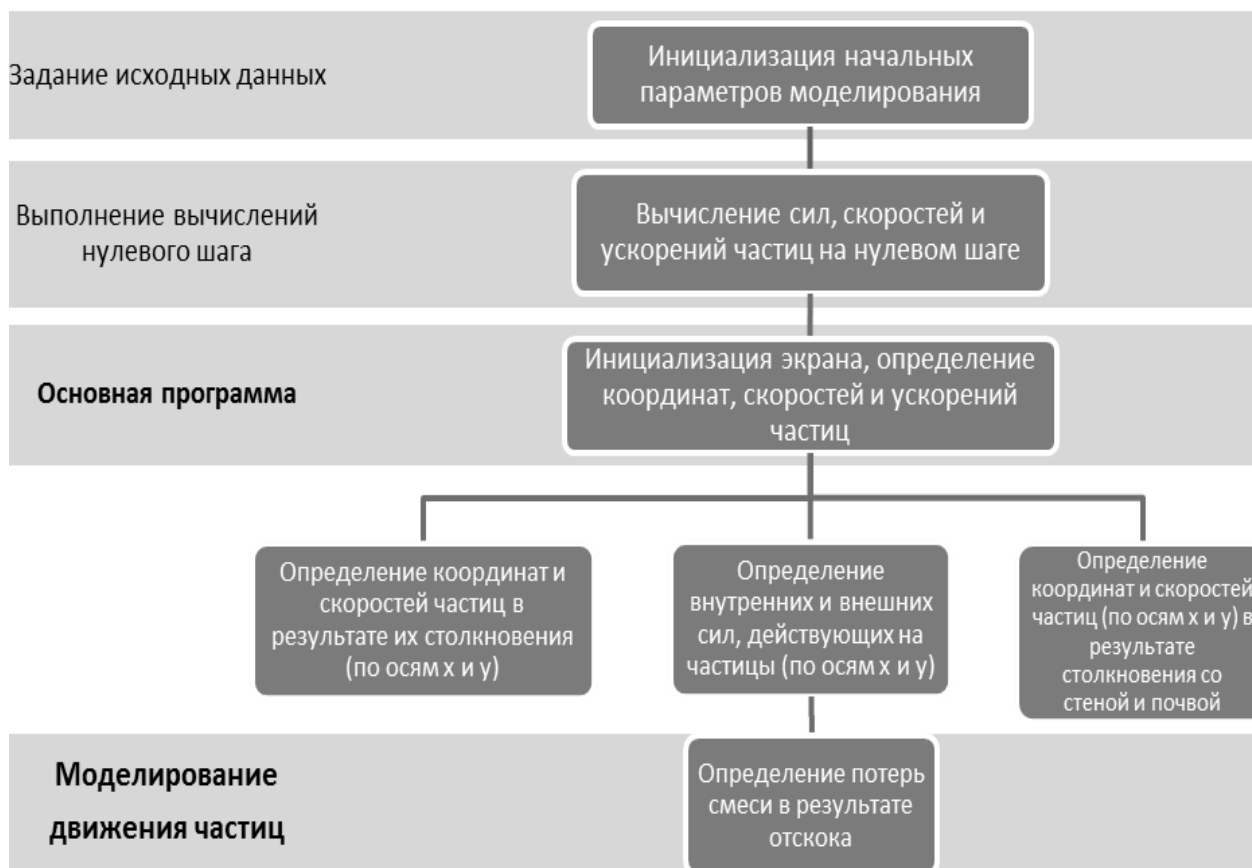 Задание исходных данных
Инициализация начальных
параметров моделирования
Выполнение вычислений
нулевого шага
Вычисление сил, скоростей и
ускорений частиц на нулевом шаге
Основная программа
Инициализация экрана, определение
координат, скоростей и ускорений
частиц
Определение координат и
скоростей частиц в
результате их столкновения
(по осям x и y)
Определение
внутренних и внешних
сил, действующих на
частицы (по осям x и y)
Определение
координат и скоростей
частиц (по осям x и y) в
результате
столкновения со
стеной и почвой
Моделирование
движения частиц
Определение потерь
смеси в результате
отскока